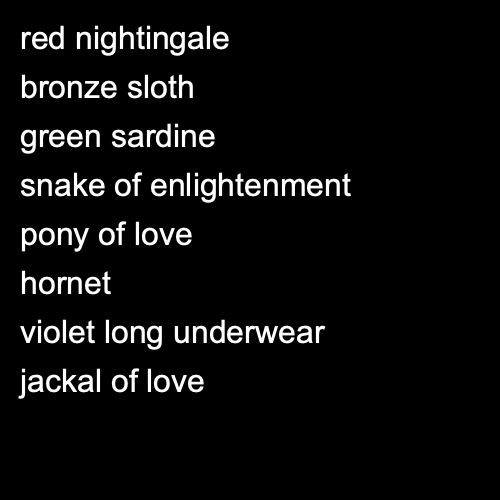 red nightingale
bronze sloth
green sardine
snake of enlightenment
pony of love
hornet
violet long underwear
jackal of love